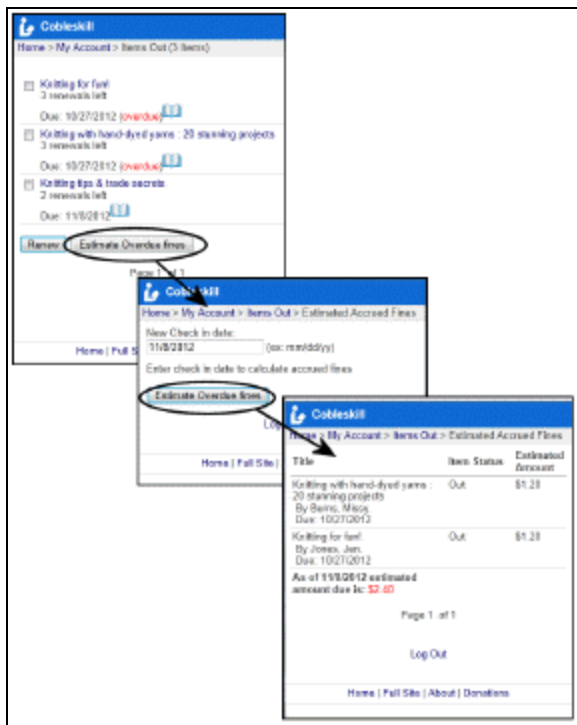 Cobleskill
Home > My Account > Items Out (3 Items)
Knitting for fun!
3 renewals left
Due: 10/27/2012 (overdue)
Knitting with hand-dyed yarns : 20 stunning projects
3 renewals left
Due: 10/27/2012 (overdue)
Knitting tips & trade secrets
2 renewals left
Due: 11/8/2012
Renew Estimate Overdue fines
Page 1 of 1
Home | Full
Cobleskill
Home > My Account > Items Out > Estimated Accrued Fines
New Check in date:
11/8/2012 (ex: mm/dd/yy)
Enter check in date to calculate accrued fines
Estimate Overdue fines
Log
Home | Full Site |
Cobleskill
Home > My Account > Items Out > Estimated Accrued Fines
Title Item Status Estimated Amount
Knitting with hand-dyed yarns : Out $1.20
20 stunning projects
By Berns, Missy.
Due: 10/27/2012
Knitting for fun!. Out $1.20
By Jones, Jen.
Due: 10/27/2012
As of 11/8/2012 estimated
amount due is: $2.40
Page 1 of 1
Log Out
Home | Full Site | About | Donations